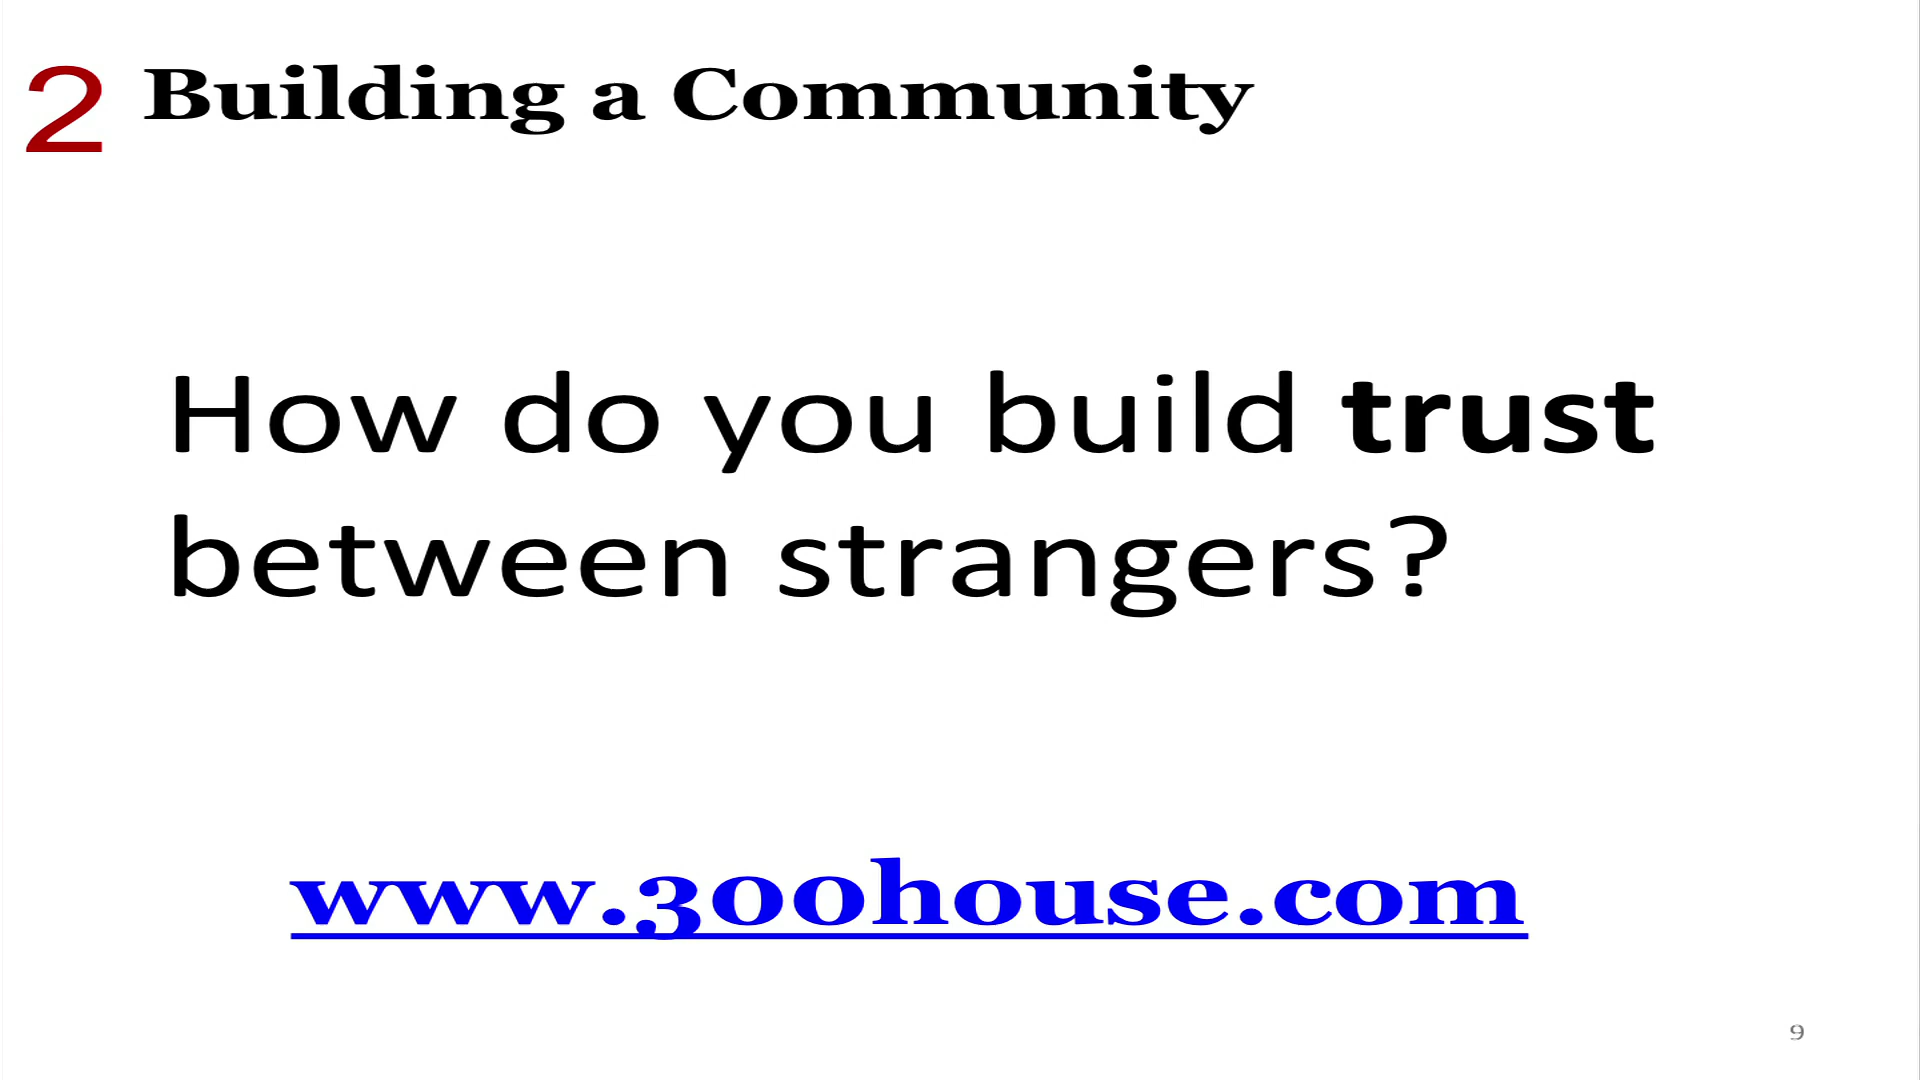 2 Building a Community
How do you build trust
between strangers?
www.300house.com
9